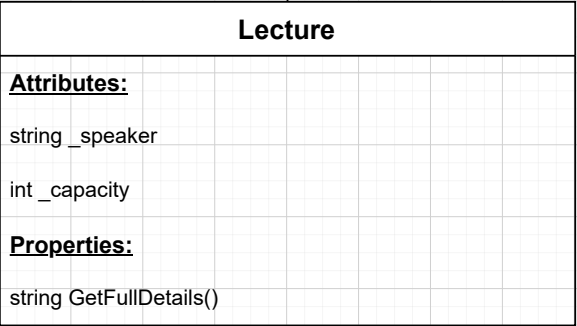 Lecture
Attributes:
string _speaker
int _capacity
Properties:
string GetFullDetails()